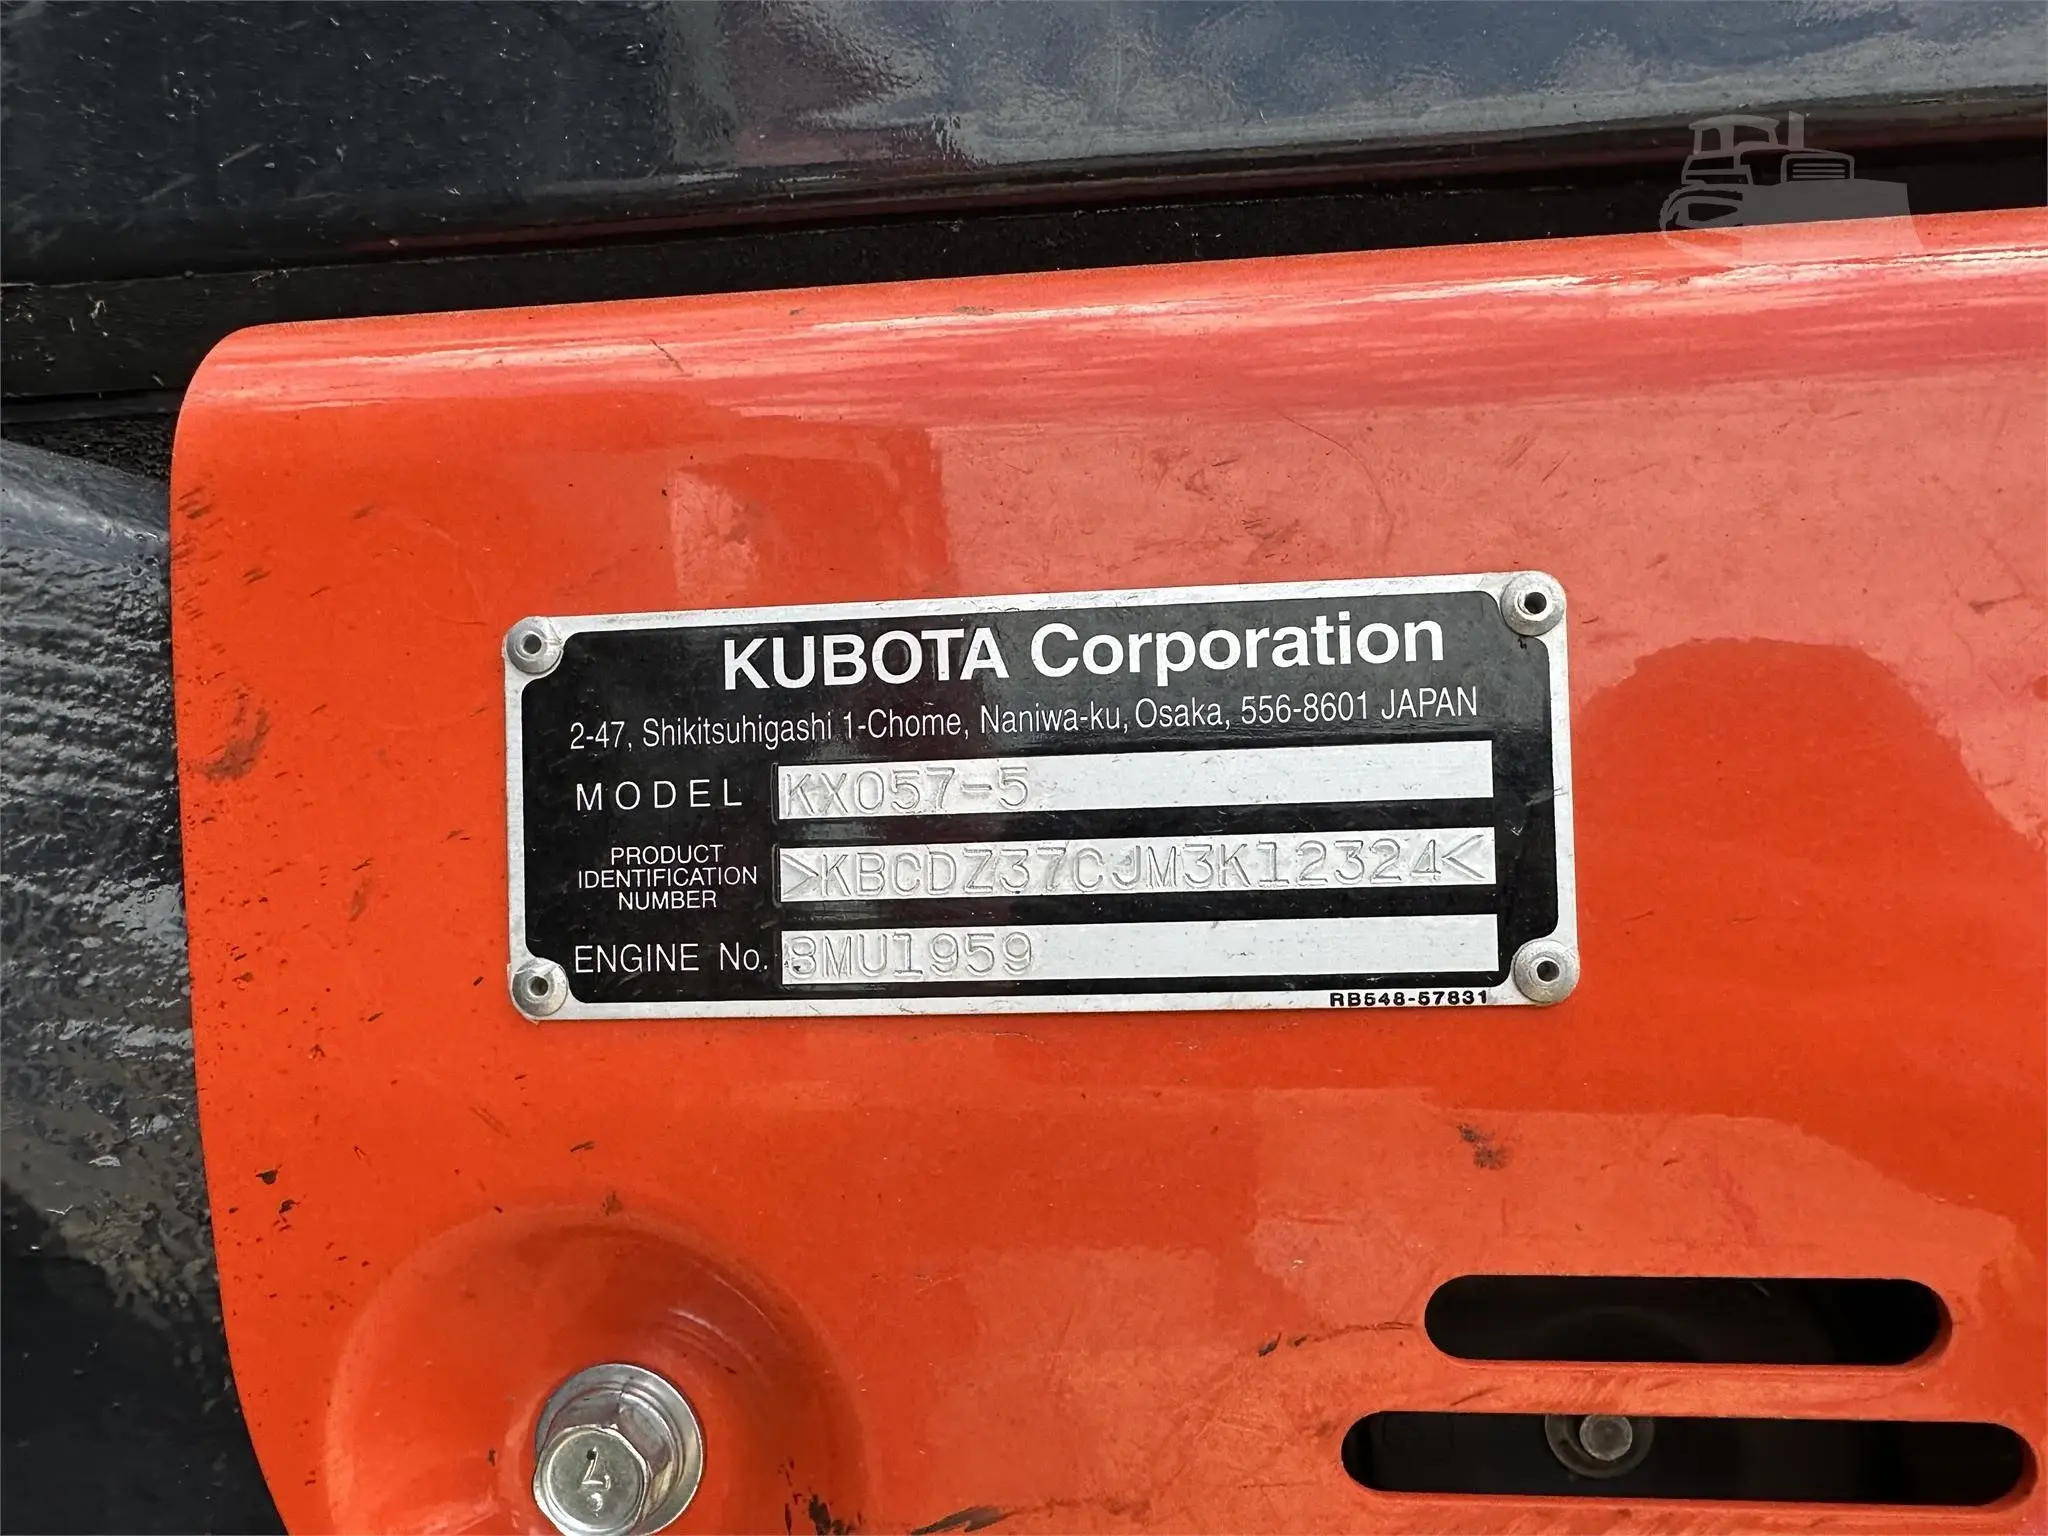 KUBOTA Corporation
2-47, Shikitsuhigashi 1-Chome, Naniwa-ku, Osaka, 556-8601 JAPAN
MODEL KX057-5
PRODUCT IDENTIFICATION NUMBER >KBCDZ37CJM3K12324<
ENGINE No. 8MU1959
RB548-57831
7